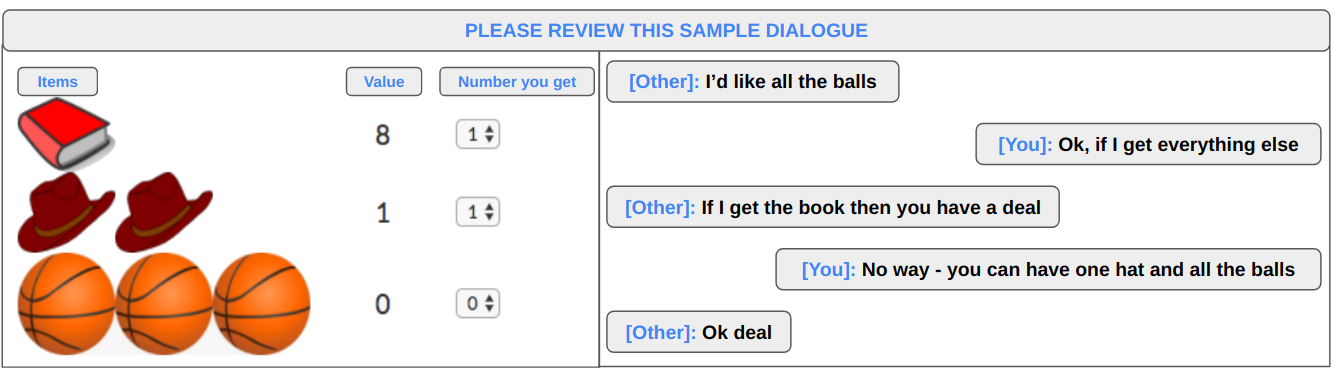 PLEASE REVIEW THIS SAMPLE DIALOGUE
Items Value Number you get
8 1
1 1
0 0
[Other]: I’d like all the balls
[You]: Ok, if I get everything else
[Other]: If I get the book then you have a deal
[You]: No way - you can have one hat and all the balls
[Other]: Ok deal